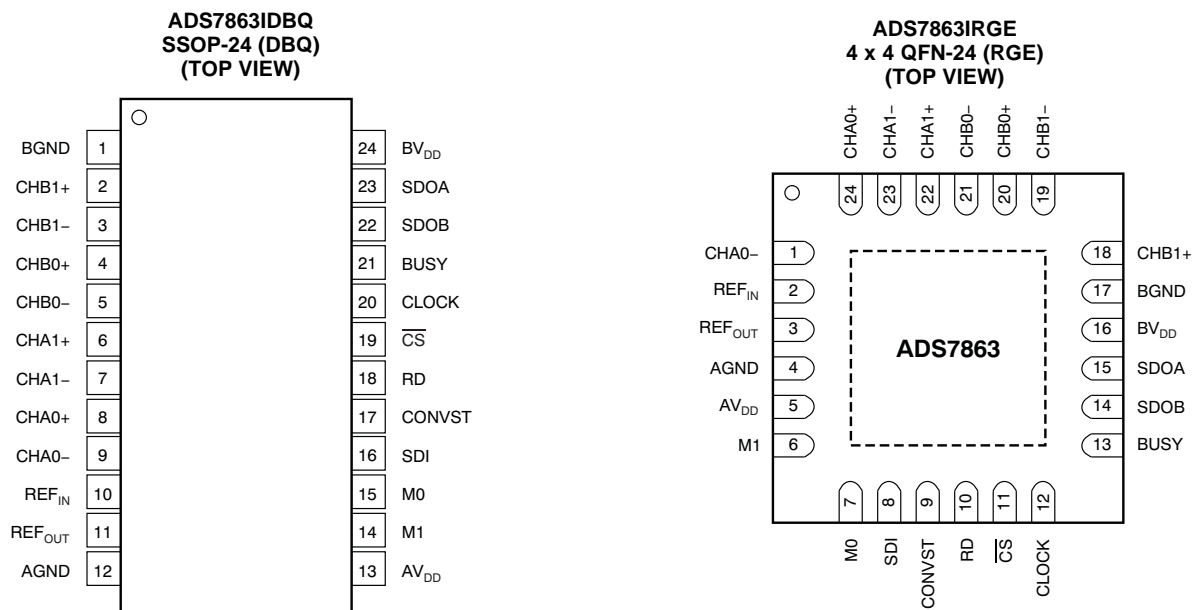 ADS7863IDBQ
SSOP-24 (DBQ)
(TOP VIEW)
BGND 1
CHB1+ 2
CHB1− 3
CHB0+ 4
CHB0− 5
CHA1+ 6
CHA1− 7
CHA0+ 8
CHA0− 9
REFIN 10
REFOUT 11
AGND 12
24 BVDD
23 SDOA
22 SDOB
21 BUSY
20 CLOCK
19 C̅S̅
18 RD
17 CONVST
16 SDI
15 M0
14 M1
13 AVDD
ADS7863IRGE
4 x 4 QFN-24 (RGE)
(TOP VIEW)
CHA0+ 24
CHA1− 23
CHA1+ 22
CHB0− 21
CHB0+ 20
CHB1− 19
CHA0− 1
REFIN 2
REFOUT 3
AGND 4
AVDD 5
M1 6
ADS7863
18 CHB1+
17 BGND
16 BVDD
15 SDOA
14 SDOB
13 BUSY
7 M0
8 SDI
9 CONVST
10 RD
11 C̅S̅
12 CLOCK